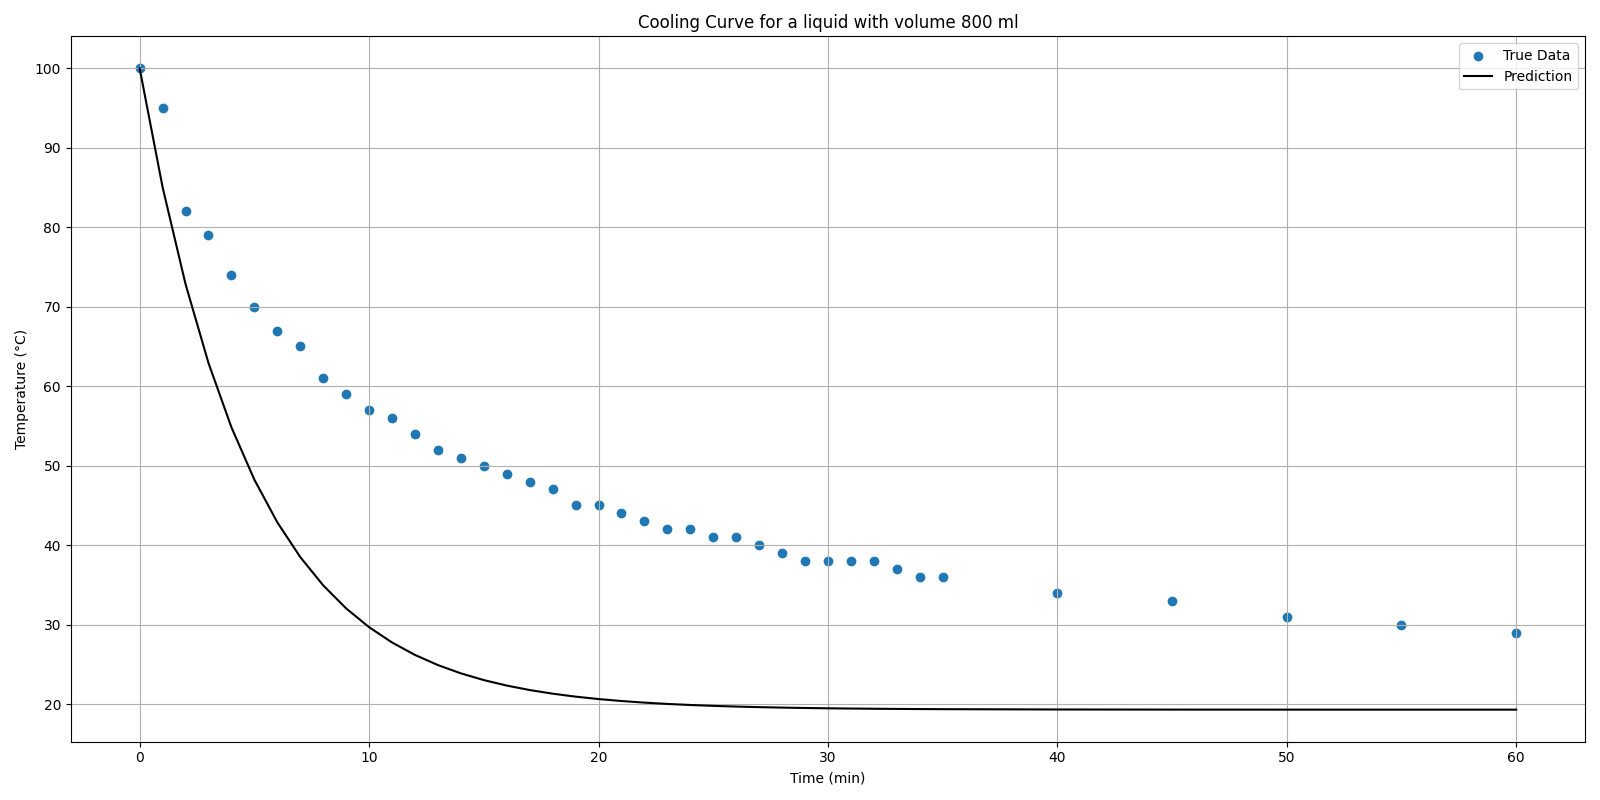 Cooling Curve for a liquid with volume 800 ml
True Data
Prediction
Temperature (°C)
100
90
80
70
60
50
40
30
20
0 10 20 30 40 50 60
Time (min)